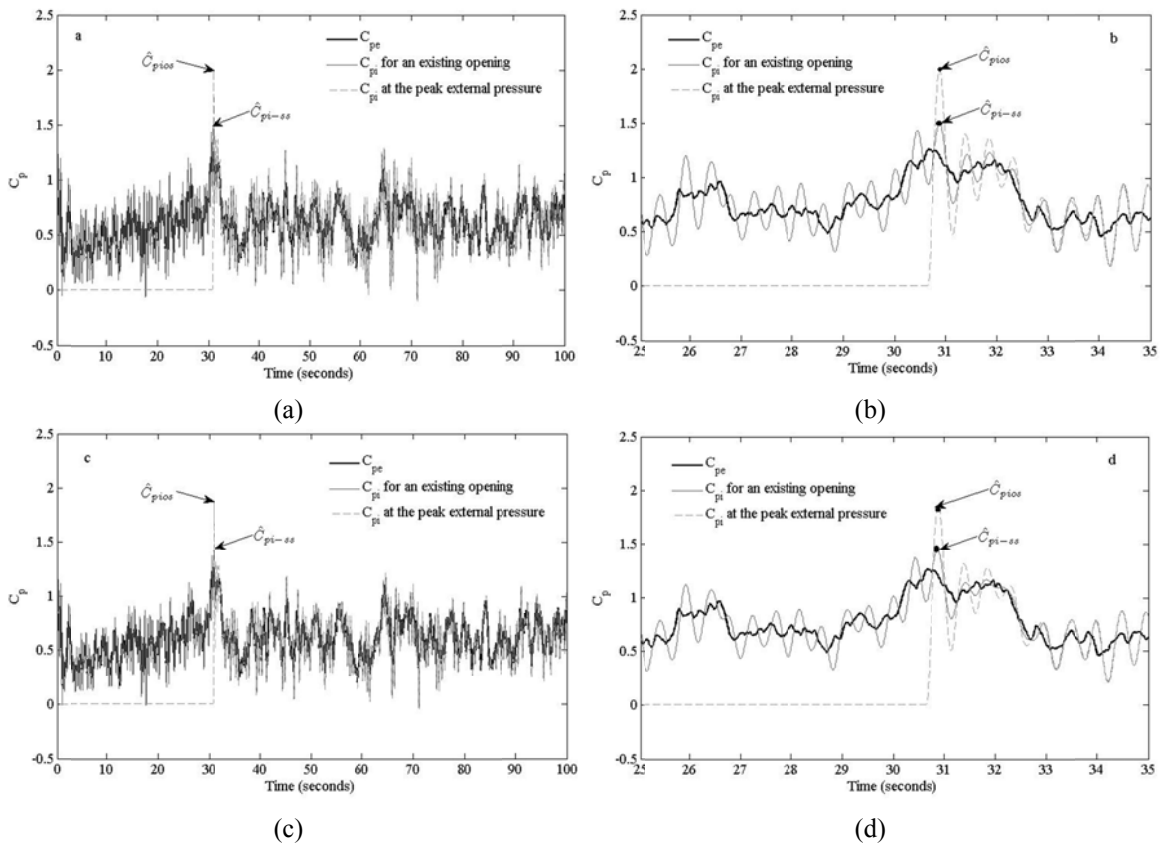 2.5
2
1.5
1
0.5
0
-0.5
C_p
a
C_pe
C_pi for an existing opening
C_pi at the peak external pressure
Ĉ_pios
Ĉ_pi-ss
0 10 20 30 40 50 60 70 80 90 100
Time (seconds)
(a)
2.5
2
1.5
1
0.5
0
-0.5
C_p
b
C_pe
C_pi for an existing opening
C_pi at the peak external pressure
Ĉ_pios
Ĉ_pi-ss
25 26 27 28 29 30 31 32 33 34 35
Time (seconds)
(b)
2.5
2
1.5
1
0.5
0
-0.5
C_p
c
C_pe
C_pi for an existing opening
C_pi at the peak external pressure
Ĉ_pios
Ĉ_pi-ss
0 10 20 30 40 50 60 70 80 90 100
Time (seconds)
(c)
2.5
2
1.5
1
0.5
0
-0.5
C_p
d
C_pe
C_pi for an existing opening
C_pi at the peak external pressure
Ĉ_pios
Ĉ_pi-ss
25 26 27 28 29 30 31 32 33 34 35
Time (seconds)
(d)